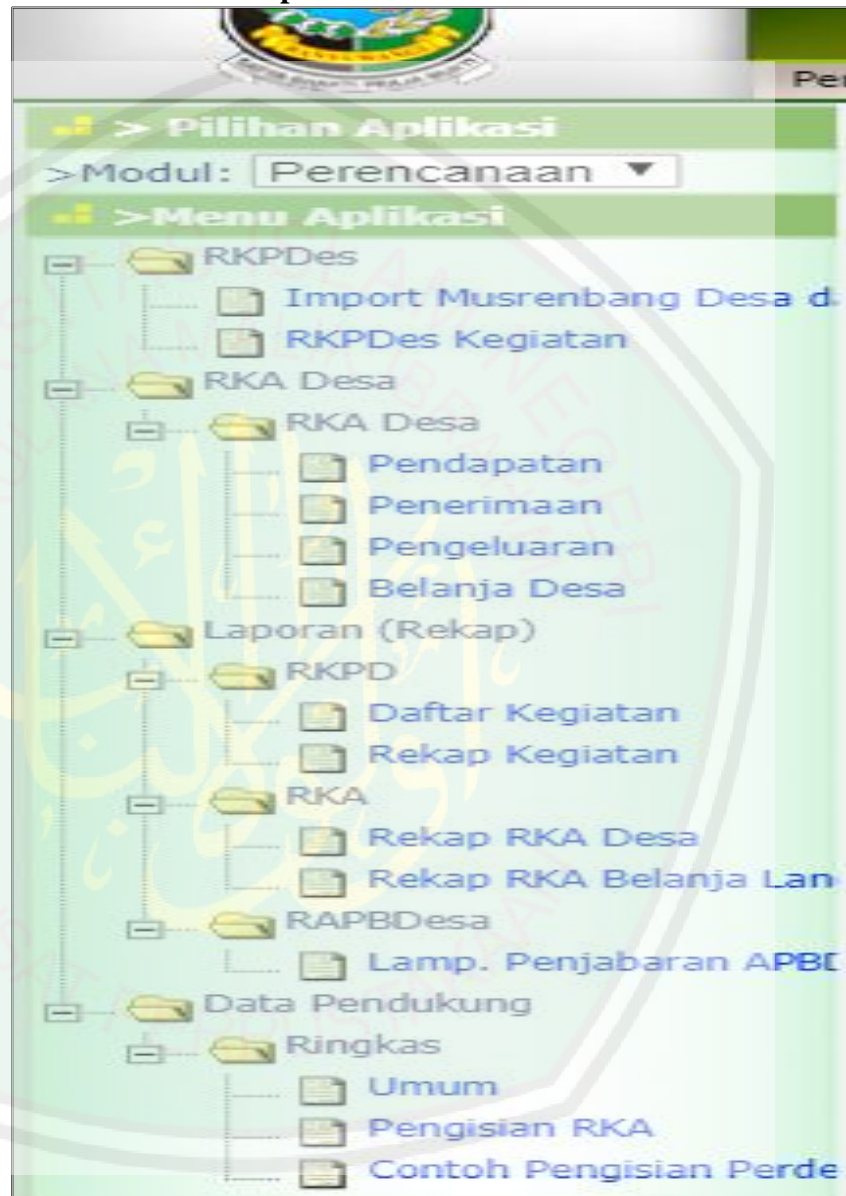 BANYUWANGI
Per
> Pilihan Aplikasi
>Modul: Perencanaan ▼
>Menu Aplikasi
RKPDes
Import Musrenbang Desa d
RKPDes Kegiatan
RKA Desa
RKA Desa
Pendapatan
Penerimaan
Pengeluaran
Belanja Desa
Laporan (Rekap)
RKPD
Daftar Kegiatan
Rekap Kegiatan
RKA
Rekap RKA Desa
Rekap RKA Belanja Lan
RAPBDesa
Lamp. Penjabaran APBD
Data Pendukung
Ringkas
Umum
Pengisian RKA
Contoh Pengisian Perde